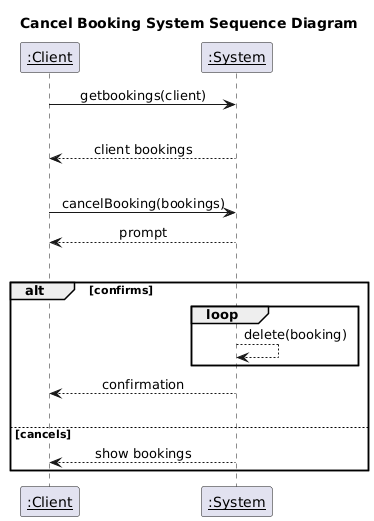 Cancel Booking System Sequence Diagram
:Client :System
getbookings(client)
client bookings
cancelBooking(bookings)
prompt
alt [confirms]
loop
delete(booking)
confirmation
[cancels]
show bookings
:Client :System